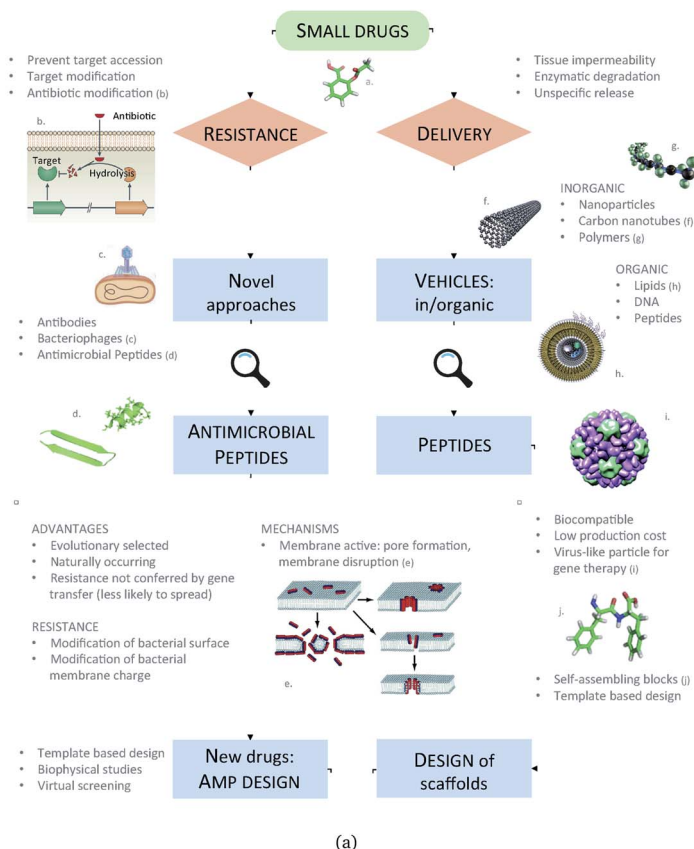 SMALL DRUGS
• Prevent target accession
• Target modification
• Antibiotic modification (b)
a.
• Tissue impermeability
• Enzymatic degradation
• Unspecific release
b.
Antibiotic
Target
Hydrolysis
RESISTANCE
DELIVERY
g.
f.
INORGANIC
• Nanoparticles
• Carbon nanotubes (f)
• Polymers (g)
c.
Novel
approaches
VEHICLES:
in/organic
ORGANIC
• Lipids (h)
• DNA
• Peptides
• Antibodies
• Bacteriophages (c)
• Antimicrobial Peptides (d)
h.
d.
ANTIMICROBIAL
PEPTIDES
PEPTIDES
i.
ADVANTAGES
• Evolutionary selected
• Naturally occurring
• Resistance not conferred by gene
transfer (less likely to spread)
RESISTANCE
• Modification of bacterial surface
• Modification of bacterial
membrane charge
MECHANISMS
• Membrane active: pore formation,
membrane disruption (e)
e.
• Biocompatible
• Low production cost
• Virus-like particle for
gene therapy (i)
j.
• Self-assembling blocks (j)
• Template based design
• Template based design
• Biophysical studies
• Virtual screening
New drugs:
AMP DESIGN
DESIGN of
scaffolds
(a)